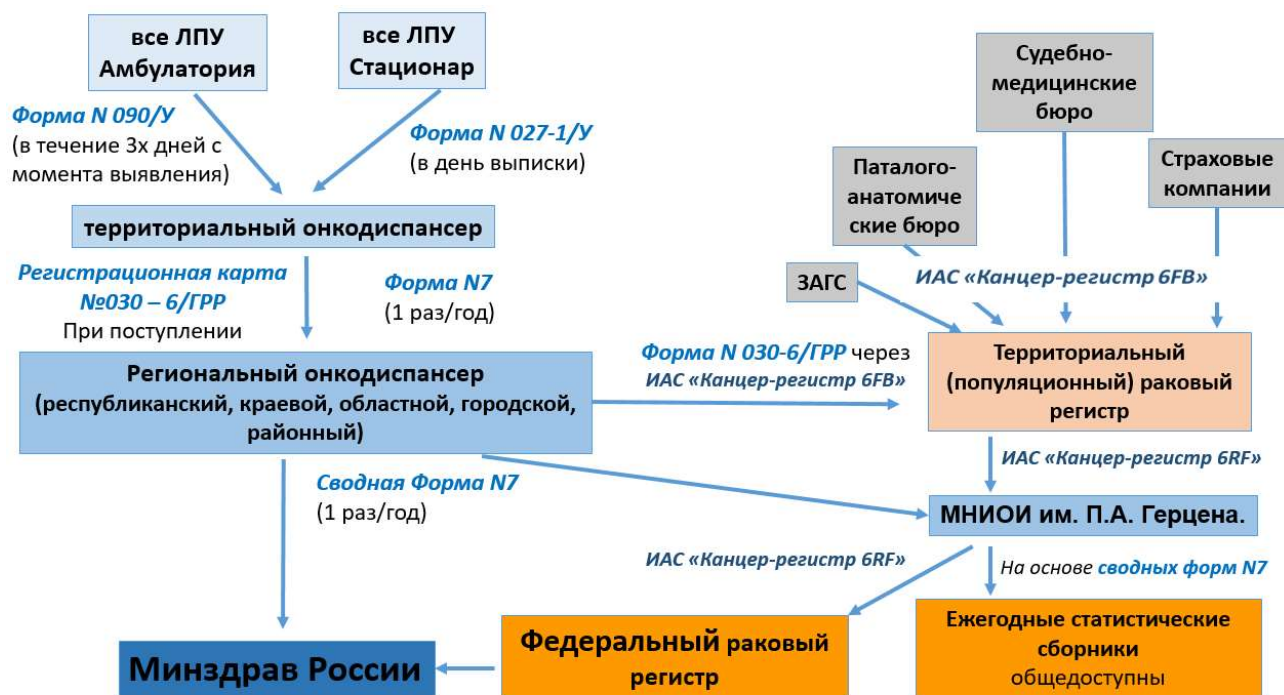 все ЛПУ
Амбулатория
все ЛПУ
Стационар
Форма N 090/У
(в течение 3х дней с
момента выявления)
Форма N 027-1/У
(в день выписки)
территориальный онкодиспансер
Регистрационная карта
№030 – 6/ГРР
При поступлении
Форма N7
(1 раз/год)
Региональный онкодиспансер
(республиканский, краевой, областной, городской,
районный)
Сводная Форма N7
(1 раз/год)
Судебно-
медицинские
бюро
Паталого-
анатомиче
ские бюро
Страховые
компании
ЗАГС
ИАС «Канцер-регистр 6FB»
Форма N 030-6/ГРР через
ИАС «Канцер-регистр 6FB»
Территориальный
(популяционный) раковый
регистр
ИАС «Канцер-регистр 6RF»
МНИОИ им. П.А. Герцена.
ИАС «Канцер-регистр 6RF»
На основе сводных форм N7
Минздрав России
Федеральный раковый
регистр
Ежегодные статистические
сборники
общедоступны